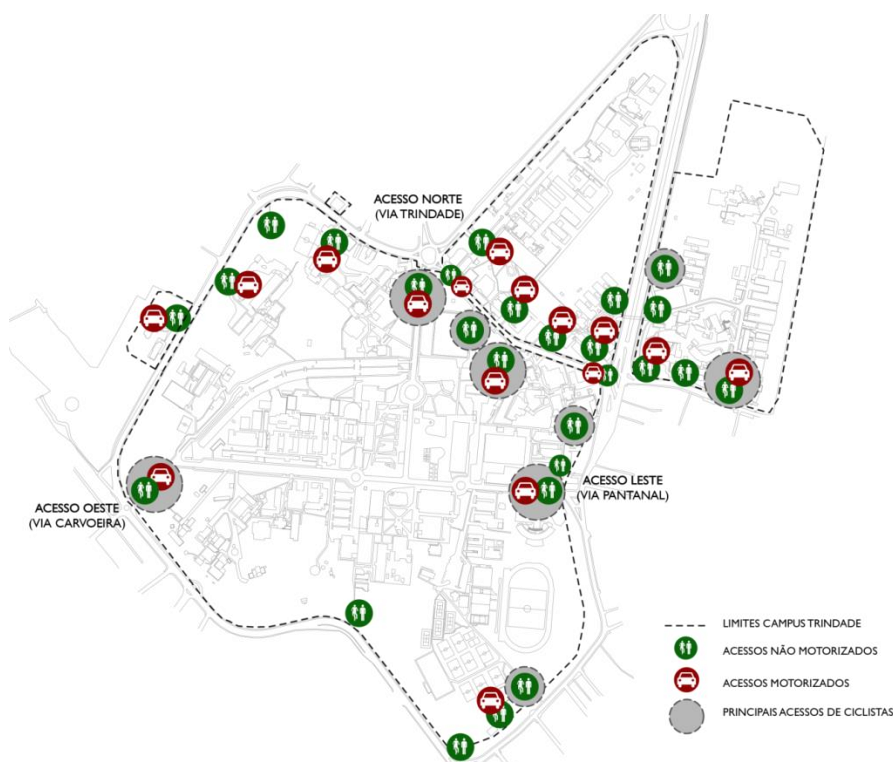 ACESSO NORTE
(VIA TRINDADE)
ACESSO OESTE
(VIA CARVOEIRA)
ACESSO LESTE
(VIA PANTANAL)
LIMITES CAMPUS TRINDADE
ACESSOS NÃO MOTORIZADOS
ACESSOS MOTORIZADOS
PRINCIPAIS ACESSOS DE CICLISTAS